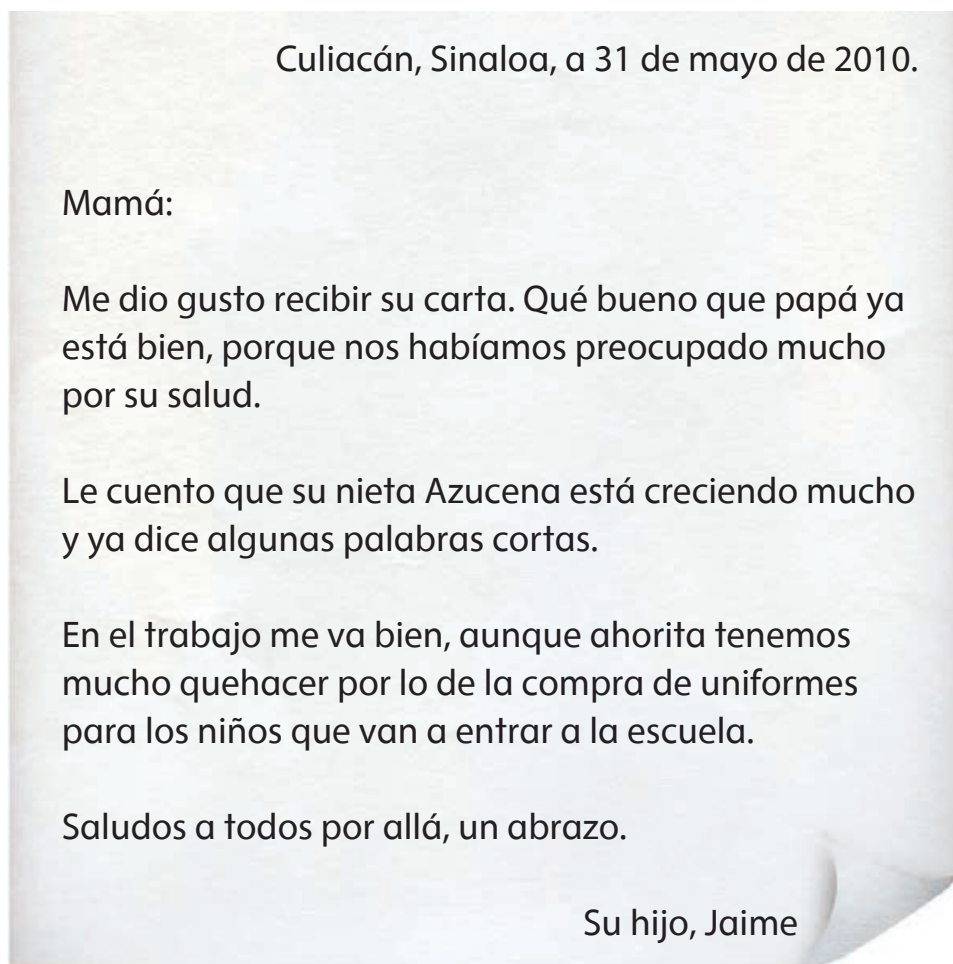 Culiacán, Sinaloa, a 31 de mayo de 2010.
Mamá:
Me dio gusto recibir su carta. Qué bueno que papá ya
está bien, porque nos habíamos preocupado mucho
por su salud.
Le cuento que su nieta Azucena está creciendo mucho
y ya dice algunas palabras cortas.
En el trabajo me va bien, aunque ahorita tenemos
mucho quehacer por lo de la compra de uniformes
para los niños que van a entrar a la escuela.
Saludos a todos por allá, un abrazo.
Su hijo, Jaime